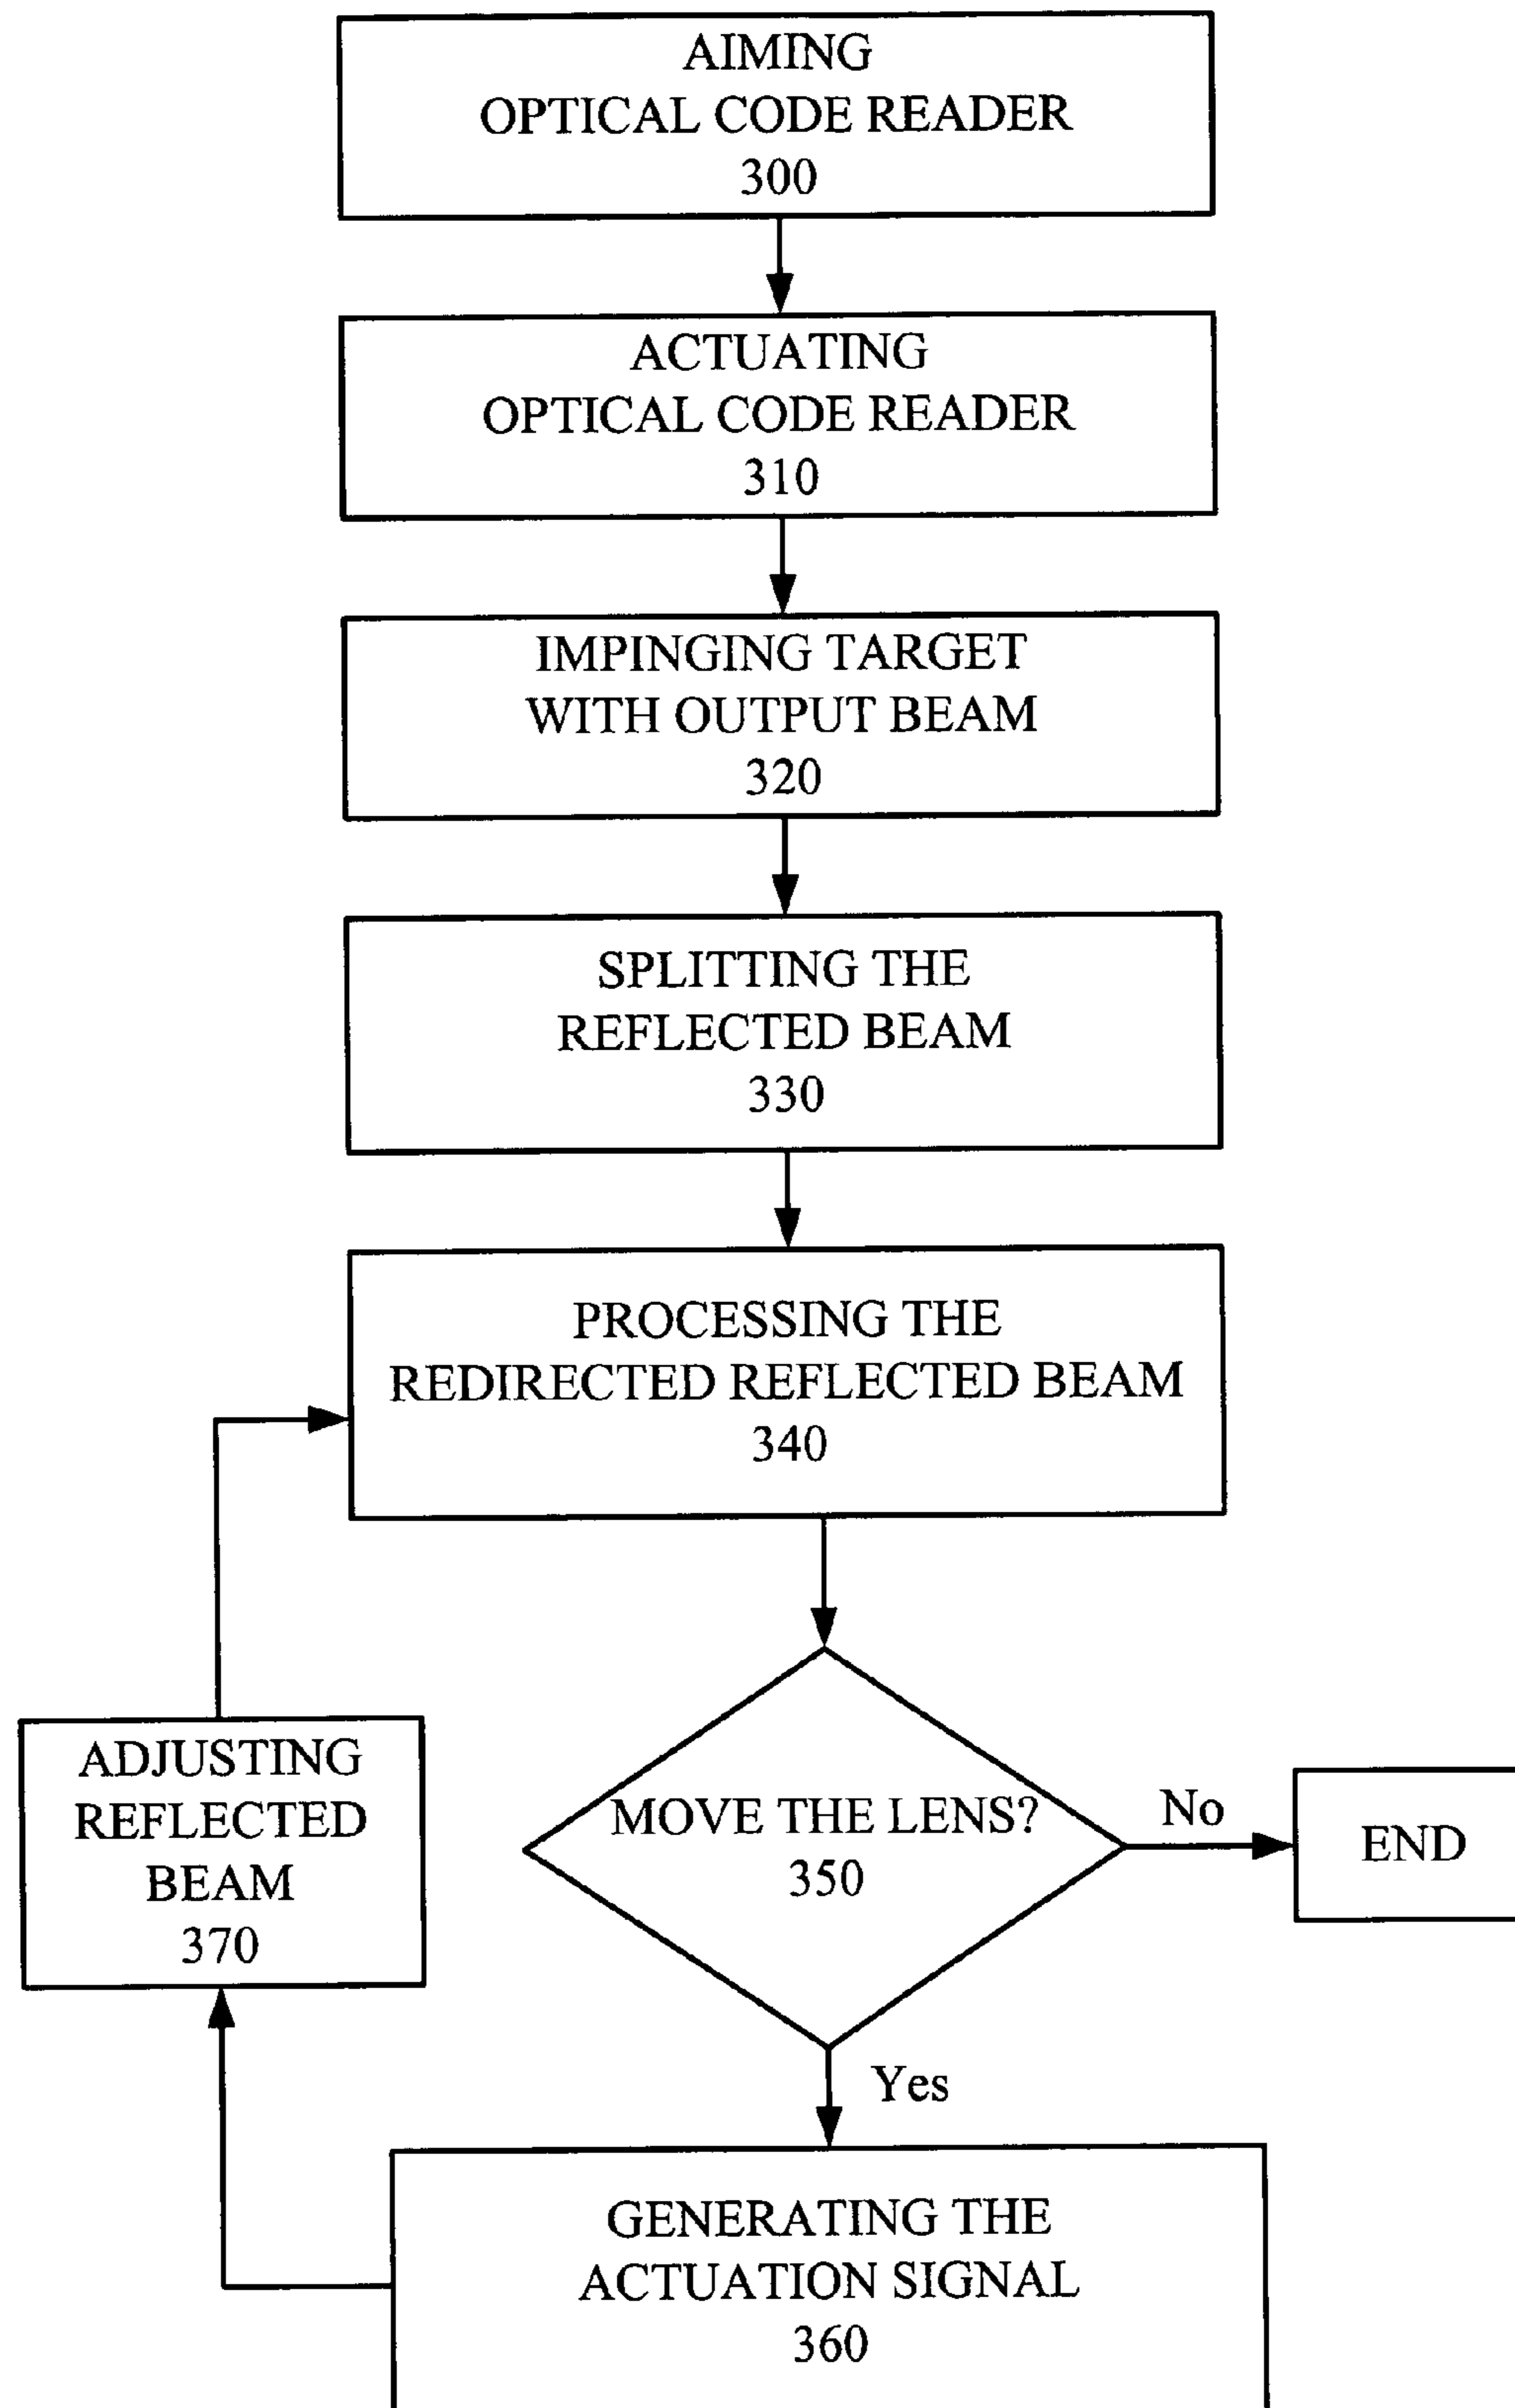 AIMING
OPTICAL CODE READER
300
ACTUATING
OPTICAL CODE READER
310
IMPINGING TARGET
WITH OUTPUT BEAM
320
SPLITTING THE
REFLECTED BEAM
330
PROCESSING THE
REDIRECTED REFLECTED BEAM
340
MOVE THE LENS?
350
No
END
Yes
GENERATING THE
ACTUATION SIGNAL
360
ADJUSTING
REFLECTED
BEAM
370